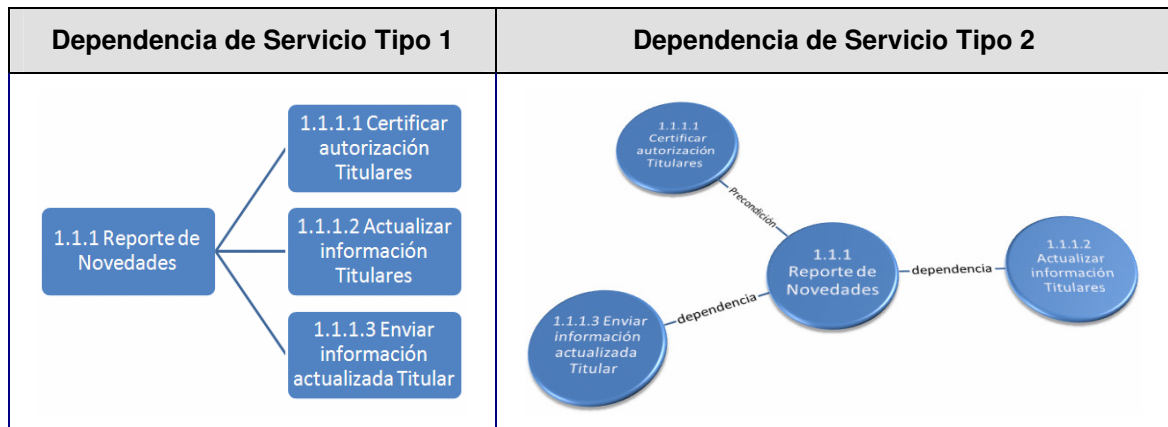 Dependencia de Servicio Tipo 1
Dependencia de Servicio Tipo 2
1.1.1 Reporte de
Novedades
1.1.1.1 Certificar
autorización
Titulares
1.1.1.2 Actualizar
información
Titulares
1.1.1.3 Enviar
información
actualizada Titular
1.1.1.1
Certificar
autorización
Titulares
Precondición
1.1.1
Reporte de
Novedades
dependencia
1.1.1.2
Actualizar
información
Titulares
dependencia
1.1.1.3 Enviar
información
actualizada
Titular